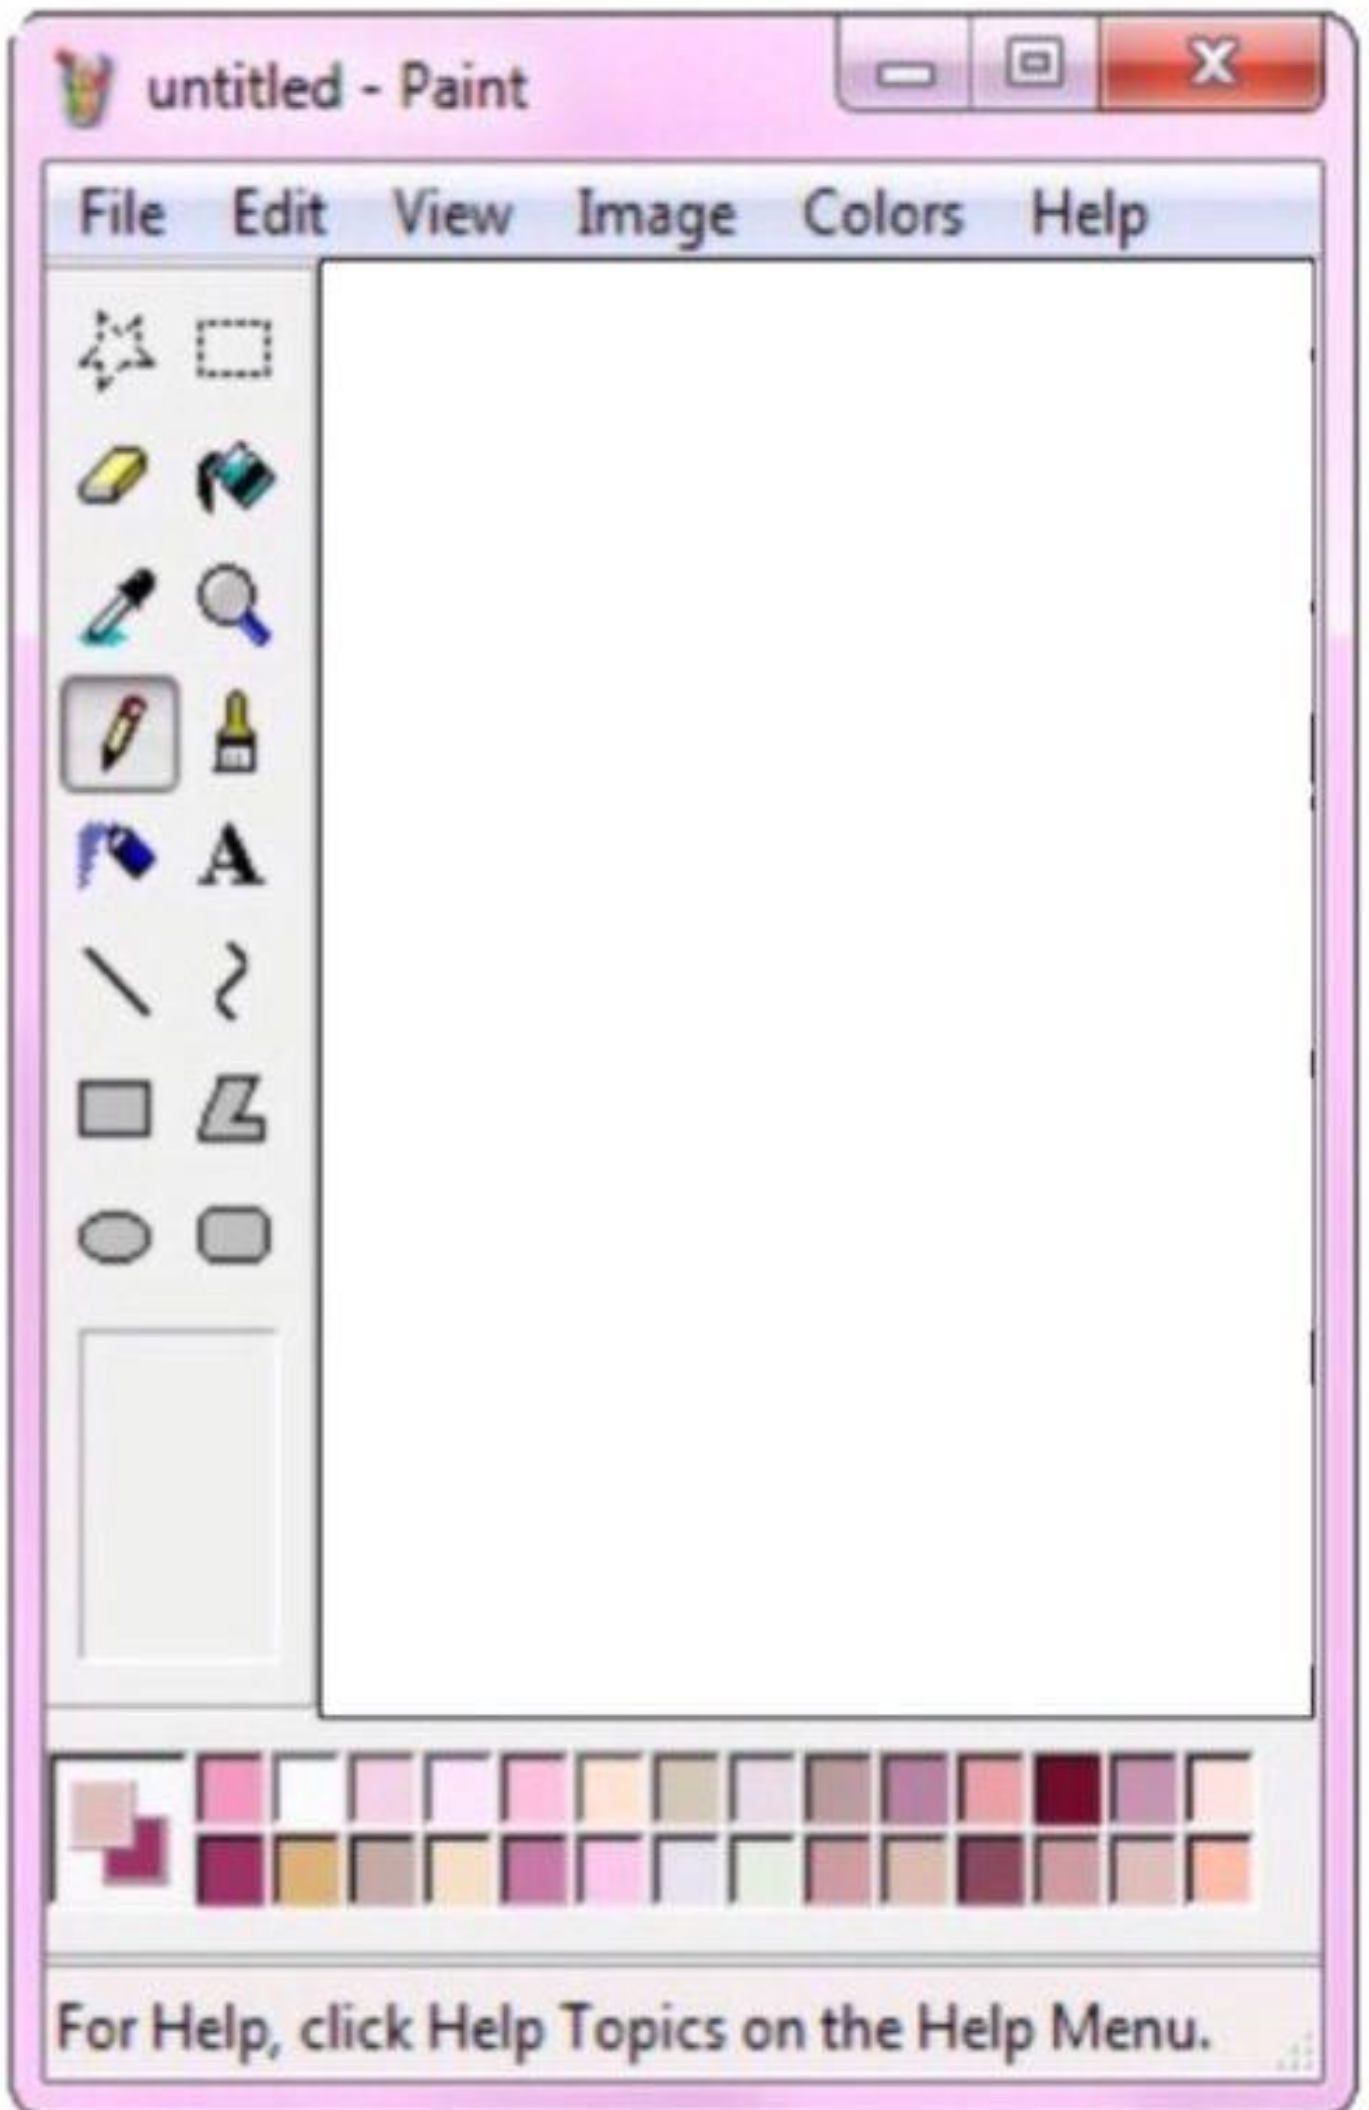 untitled - Paint
File Edit View Image Colors Help
A
For Help, click Help Topics on the Help Menu.